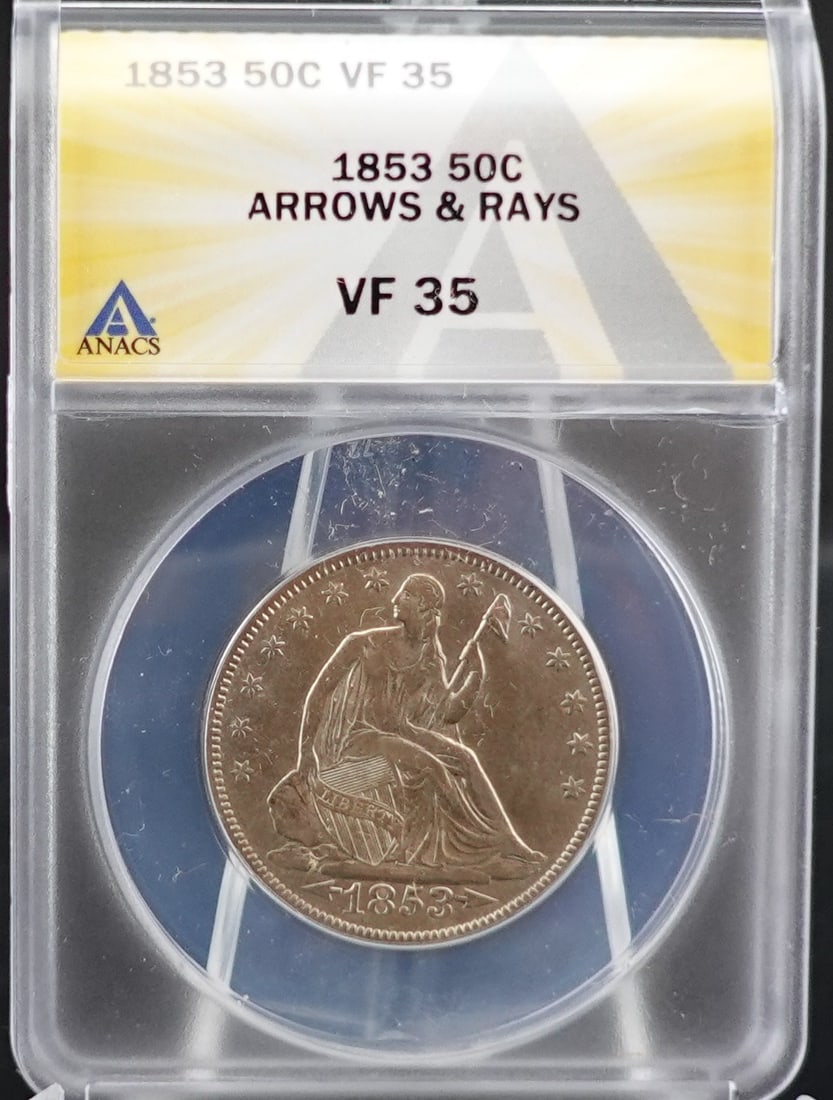 1853 50C VF 35
1853 50C
ARROWS & RAYS
VF 35
ANACS
LIBERTY
1853